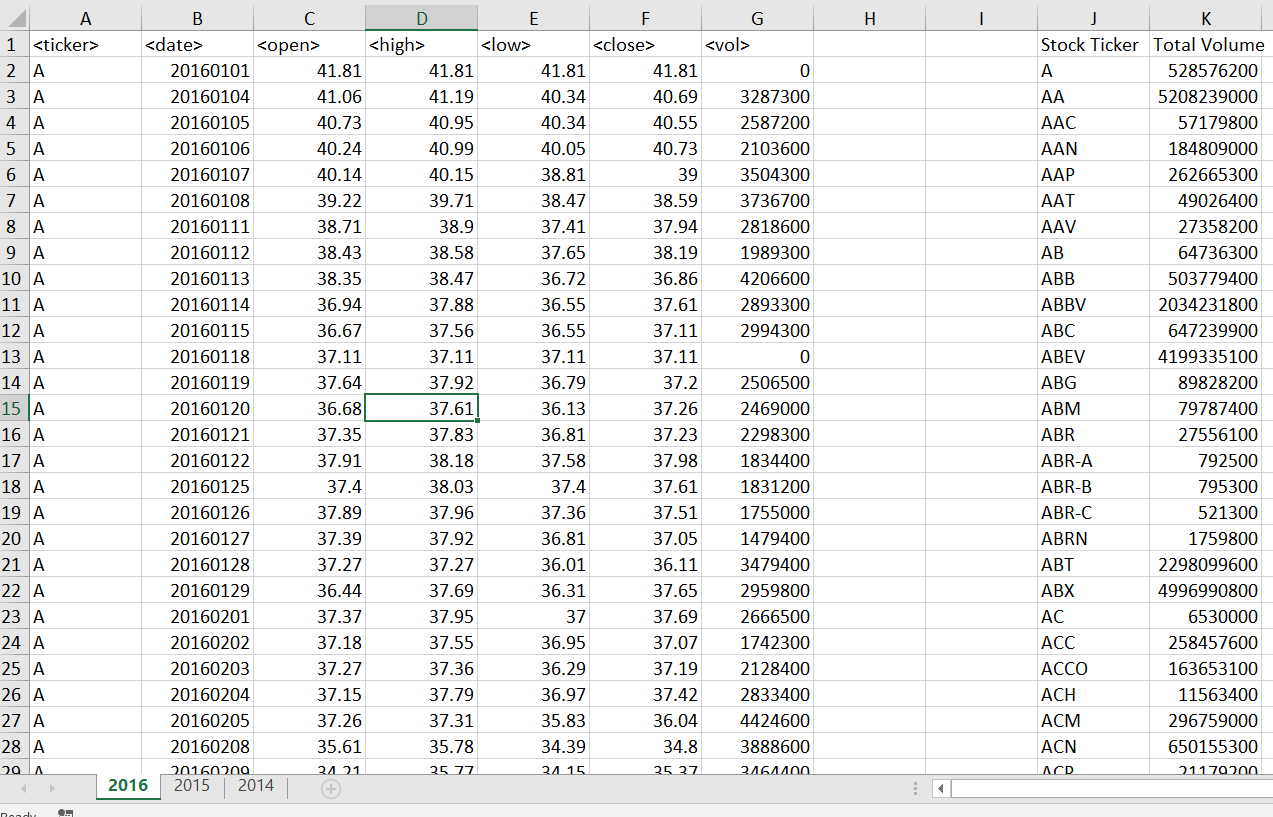 A B C D E F G H I J K
1 <ticker> <date> <open> <high> <low> <close> <vol> Stock Ticker Total Volume
2 A 20160101 41.81 41.81 41.81 41.81 0 A 528576200
3 A 20160104 41.06 41.19 40.34 40.69 3287300 AA 5208239000
4 A 20160105 40.73 40.95 40.34 40.55 2587200 AAC 57179800
5 A 20160106 40.24 40.99 40.05 40.73 2103600 AAN 184809000
6 A 20160107 40.14 40.15 38.81 39 3504300 AAP 262665300
7 A 20160108 39.22 39.71 38.47 38.59 3736700 AAT 49026400
8 A 20160111 38.71 38.9 37.41 37.94 2818600 AAV 27358200
9 A 20160112 38.43 38.58 37.65 38.19 1989300 AB 64736300
10 A 20160113 38.35 38.47 36.72 36.86 4206600 ABB 503779400
11 A 20160114 36.94 37.88 36.55 37.61 2893300 ABBV 2034231800
12 A 20160115 36.67 37.56 36.55 37.11 2994300 ABC 647239900
13 A 20160118 37.11 37.11 37.11 37.11 0 ABEV 4199335100
14 A 20160119 37.64 37.92 36.79 37.2 2506500 ABG 89828200
15 A 20160120 36.68 37.61 36.13 37.26 2469000 ABM 79787400
16 A 20160121 37.35 37.83 36.81 37.23 2298300 ABR 27556100
17 A 20160122 37.91 38.18 37.58 37.98 1834400 ABR-A 792500
18 A 20160125 37.4 38.03 37.4 37.61 1831200 ABR-B 795300
19 A 20160126 37.89 37.96 37.36 37.51 1755000 ABR-C 521300
20 A 20160127 37.39 37.92 36.81 37.05 1479400 ABRN 1759800
21 A 20160128 37.27 37.27 36.01 36.11 3479400 ABT 2298099600
22 A 20160129 36.44 37.69 36.31 37.65 2959800 ABX 4996990800
23 A 20160201 37.37 37.95 37 37.69 2666500 AC 6530000
24 A 20160202 37.18 37.55 36.95 37.07 1742300 ACC 258457600
25 A 20160203 37.27 37.36 36.29 37.19 2128400 ACCO 163653100
26 A 20160204 37.15 37.79 36.97 37.42 2833400 ACH 11563400
27 A 20160205 37.26 37.31 35.83 36.04 4424600 ACM 296759000
28 A 20160208 35.61 35.78 34.39 34.8 3888600 ACN 650155300
29 A 20160209 34.21 35.77 34.15 35.37 3464400 ACP 21179200
2016 2015 2014
Ready